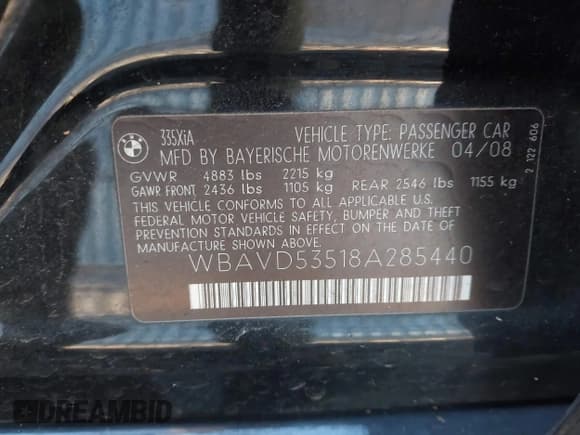 335XiA VEHICLE TYPE: PASSENGER CAR
MFD BY BAYERISCHE MOTORENWERKE 04/08
GVWR 4883 lbs 2215 kg
GAWR FRONT 2436 lbs 1105 kg REAR 2546 lbs 1155 kg
THIS VEHICLE CONFORMS TO ALL APPLICABLE U.S.
FEDERAL MOTOR VEHICLE SAFETY, BUMPER AND THEFT
PREVENTION STANDARDS IN EFFECT ON THE DATE OF
MANUFACTURE SHOWN ABOVE.
WBAVD53518A285440
2 122 606
BMW
DREAMBID